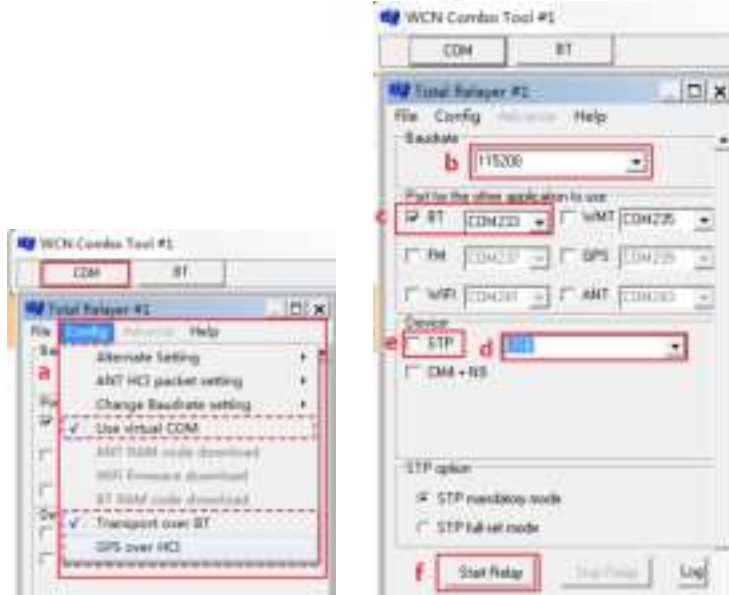 WCN Combo Tool #1
COM BT
Total Relayer #1
File Config Advance Help
a
Alternate Setting
ANT HCI packet setting
Change Baudrate setting
Use virtual COM
ANT RAM code download
WIFI Firmware download
BT RAM code download
Transport over BT
GPS over HCI
WCN Combo Tool #1
COM BT
Total Relayer #1
File Config Advance Help
Baudrate
b 115200
Port for the other application to use
c BT COM233 WMT COM235
FM COM237 GPS COM239
WIFI COM241 ANT
Device
e STP d
STP option
STP mandatory mode
STP full-set mode
f Start Relay Stop Relay Log